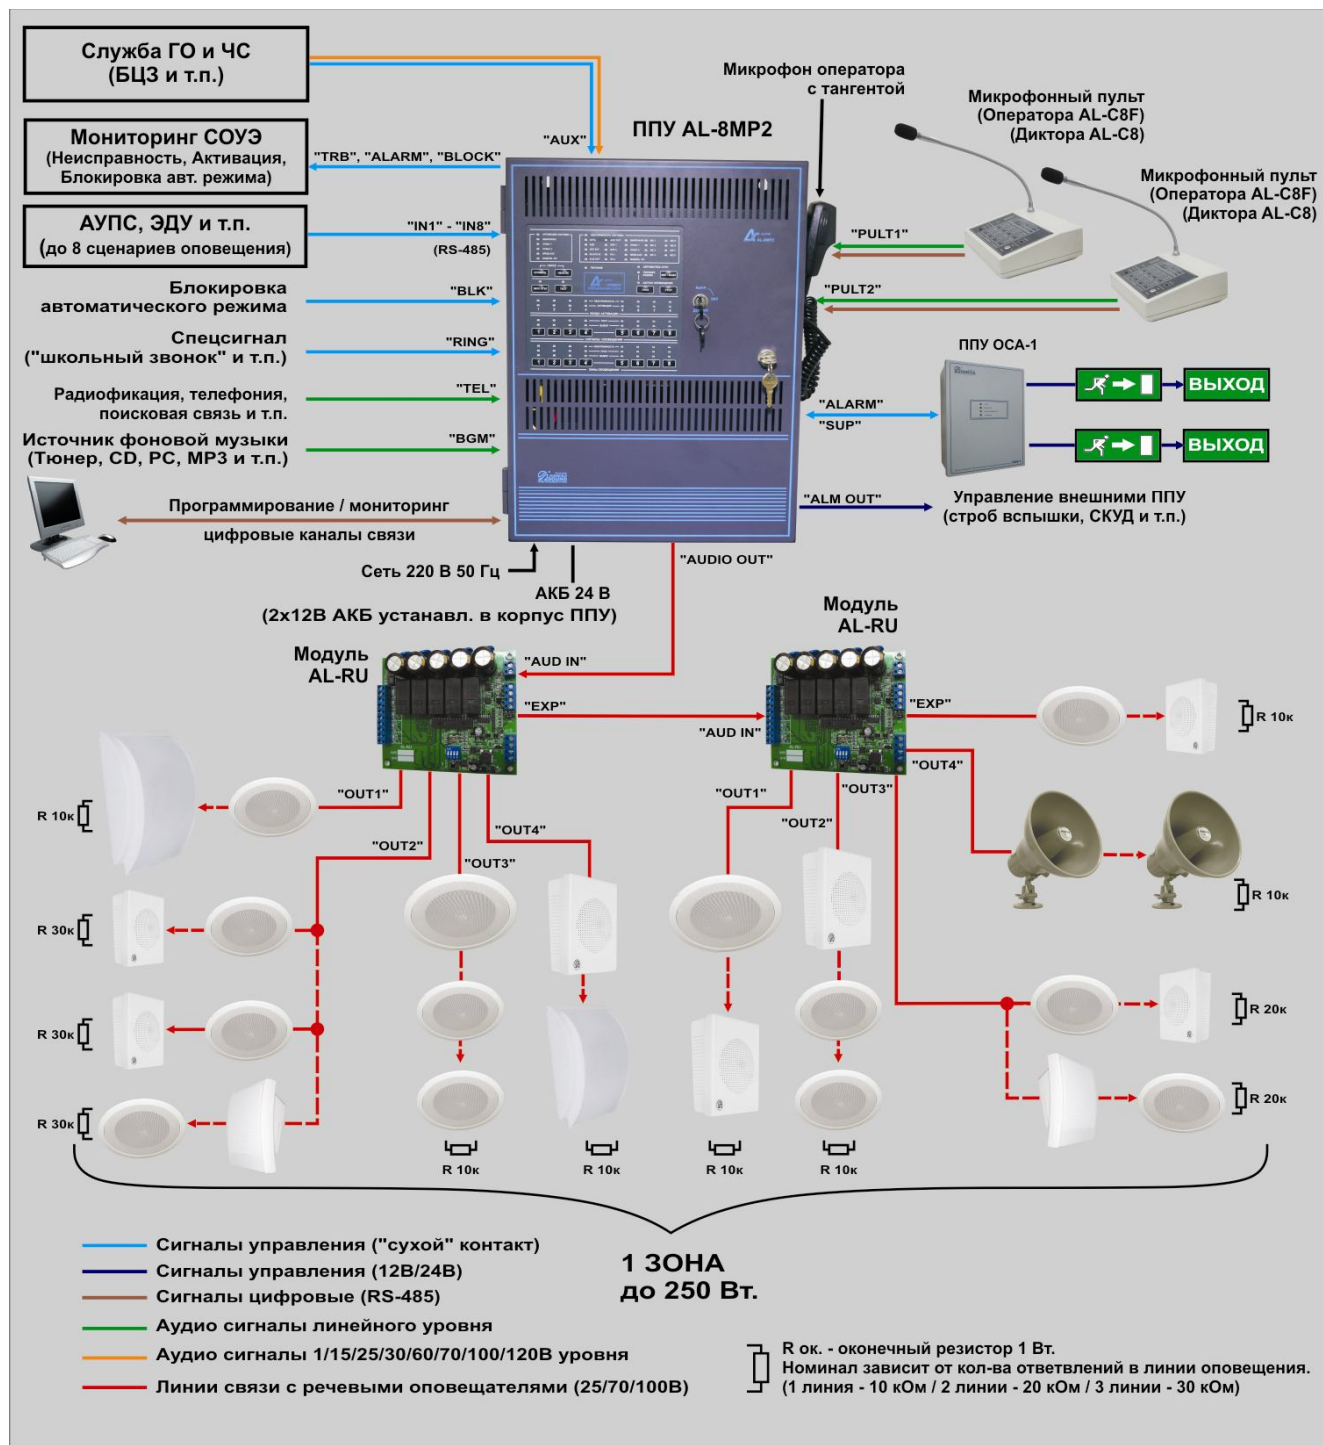 Служба ГО и ЧС
(БЦЗ и т.п.)
"AUX"
ППУ AL-8MP2
Микрофон оператора
с тангентой
Микрофонный пульт
(Оператора AL-C8F)
(Диктора AL-C8)
Микрофонный пульт
(Оператора AL-C8F)
(Диктора AL-C8)
Мониторинг СОУЭ
(Неисправность, Активация,
Блокировка авт. режима)
"TRB", "ALARM", "BLOCK"
АУПС, ЭДУ и т.п.
(до 8 сценариев оповещения)
"IN1" - "IN8"
(RS-485)
"PULT1"
"PULT2"
Блокировка
автоматического режима
"BLK"
Спецсигнал
("школьный звонок" и т.п.)
"RING"
Радиофикация, телефония,
поисковая связь и т.п.
"TEL"
Источник фоновой музыки
(Тюнер, CD, PC, MP3 и т.п.)
"BGM"
ППУ ОСА-1
"ALARM"
"SUP"
ВЫХОД
ВЫХОД
"ALM OUT"
Управление внешними ППУ
(строб вспышки, СКУД и т.п.)
Программирование / мониторинг
цифровые каналы связи
Сеть 220 В 50 Гц
АКБ 24 В
(2х12В АКБ устанавл. в корпус ППУ)
"AUDIO OUT"
Модуль
AL-RU
"AUD IN"
"EXP"
Модуль
AL-RU
"AUD IN"
"EXP"
R 10к
"OUT4"
"OUT1"
R 10к
"OUT2"
"OUT3"
"OUT4"
"OUT1"
"OUT2"
"OUT3"
R 10к
R 30к
R 30к
R 20к
R 30к
R 20к
R 10к
R 10к
R 10к
R 10к
1 ЗОНА
до 250 Вт.
Сигналы управления ("сухой" контакт)
Сигналы управления (12В/24В)
Сигналы цифровые (RS-485)
Аудио сигналы линейного уровня
Аудио сигналы 1/15/25/30/60/70/100/120В уровня
Линии связи с речевыми оповещателями (25/70/100В)
R ок. - оконечный резистор 1 Вт.
Номинал зависит от кол-ва ответвлений в линии оповещения.
(1 линия - 10 кОм / 2 линии - 20 кОм / 3 линии - 30 кОм)